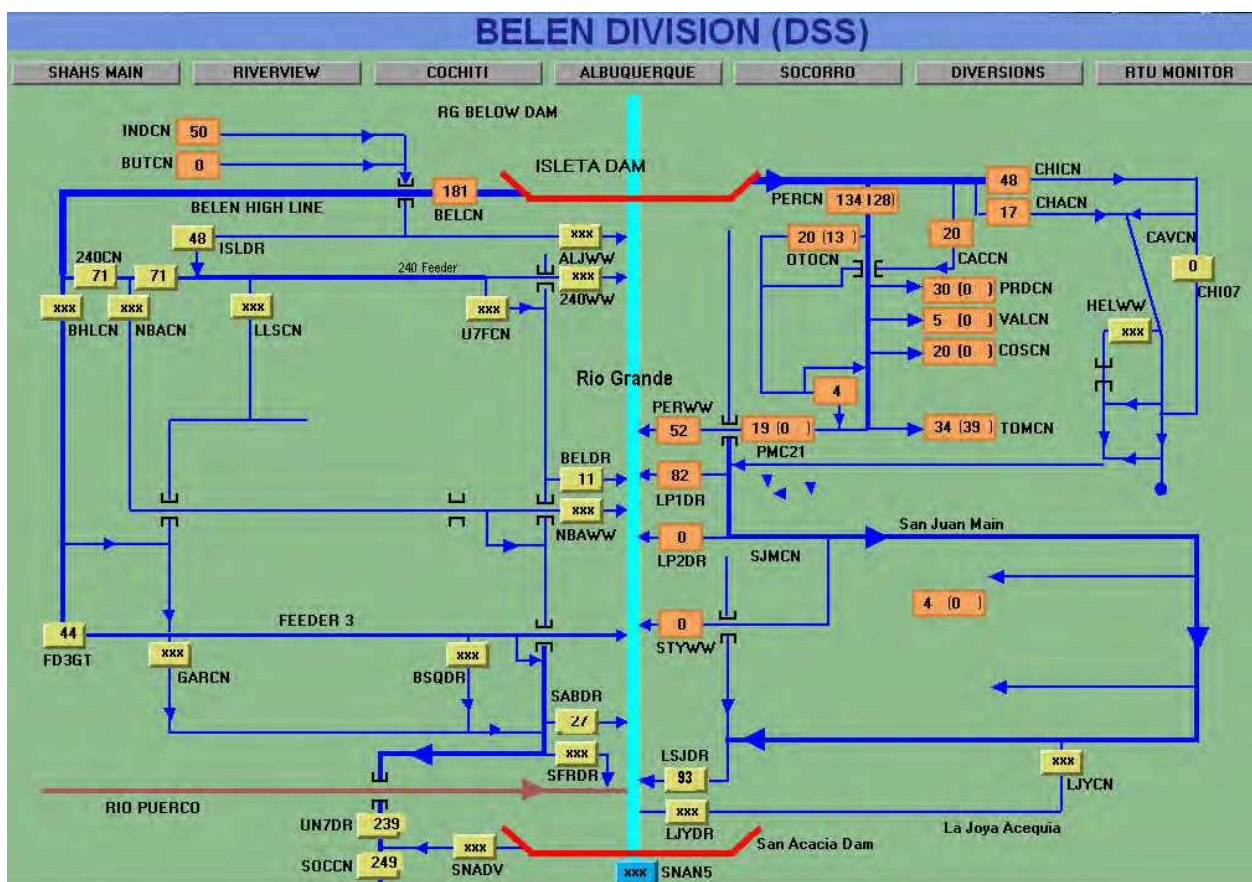 BELEN DIVISION (DSS)
SHAHS MAIN RIVERVIEW COCHITI ALBUQUERQUE SOCORRO DIVERSIONS RTU MONITOR
RG BELOW DAM
INDCN 50
BUTCN 0
ISLETA DAM
181
BELCN
BELEN HIGH LINE
48
ISLDR
xxx
ALJWW
240CN
71 71
240 Feeder
xxx
240WW
xxx
BHLCN
xxx
NBACN
xxx
LLSCN
xxx
U7FCN
PERCN
134 (28)
48 CHICN
17 CHACN
20 (13 )
OTOCN
20
CACCN
CAVCN
0
CHI07
30 (0 ) PRDCN
5 (0 ) VALCN
20 (0 ) COSCN
HELWW
xxx
Rio Grande
4
PERWW
52
19 (0 )
PMC21
34 (39 ) TOMCN
BELDR
11
82
LP1DR
xxx
NBAWW
0
LP2DR
SJMCN
San Juan Main
4 (0 )
FEEDER 3
44
FD3GT
xxx
GARCN
xxx
BSQDR
0
STYWW
SABDR
27
xxx
SFRDR
LSJDR
93
xxx
LJYCN
RIO PUERCO
xxx
LJYDR
La Joya Acequia
UN7DR 239
San Acacia Dam
SOCCN 249
xxx
SNADV
xxx SNAN5